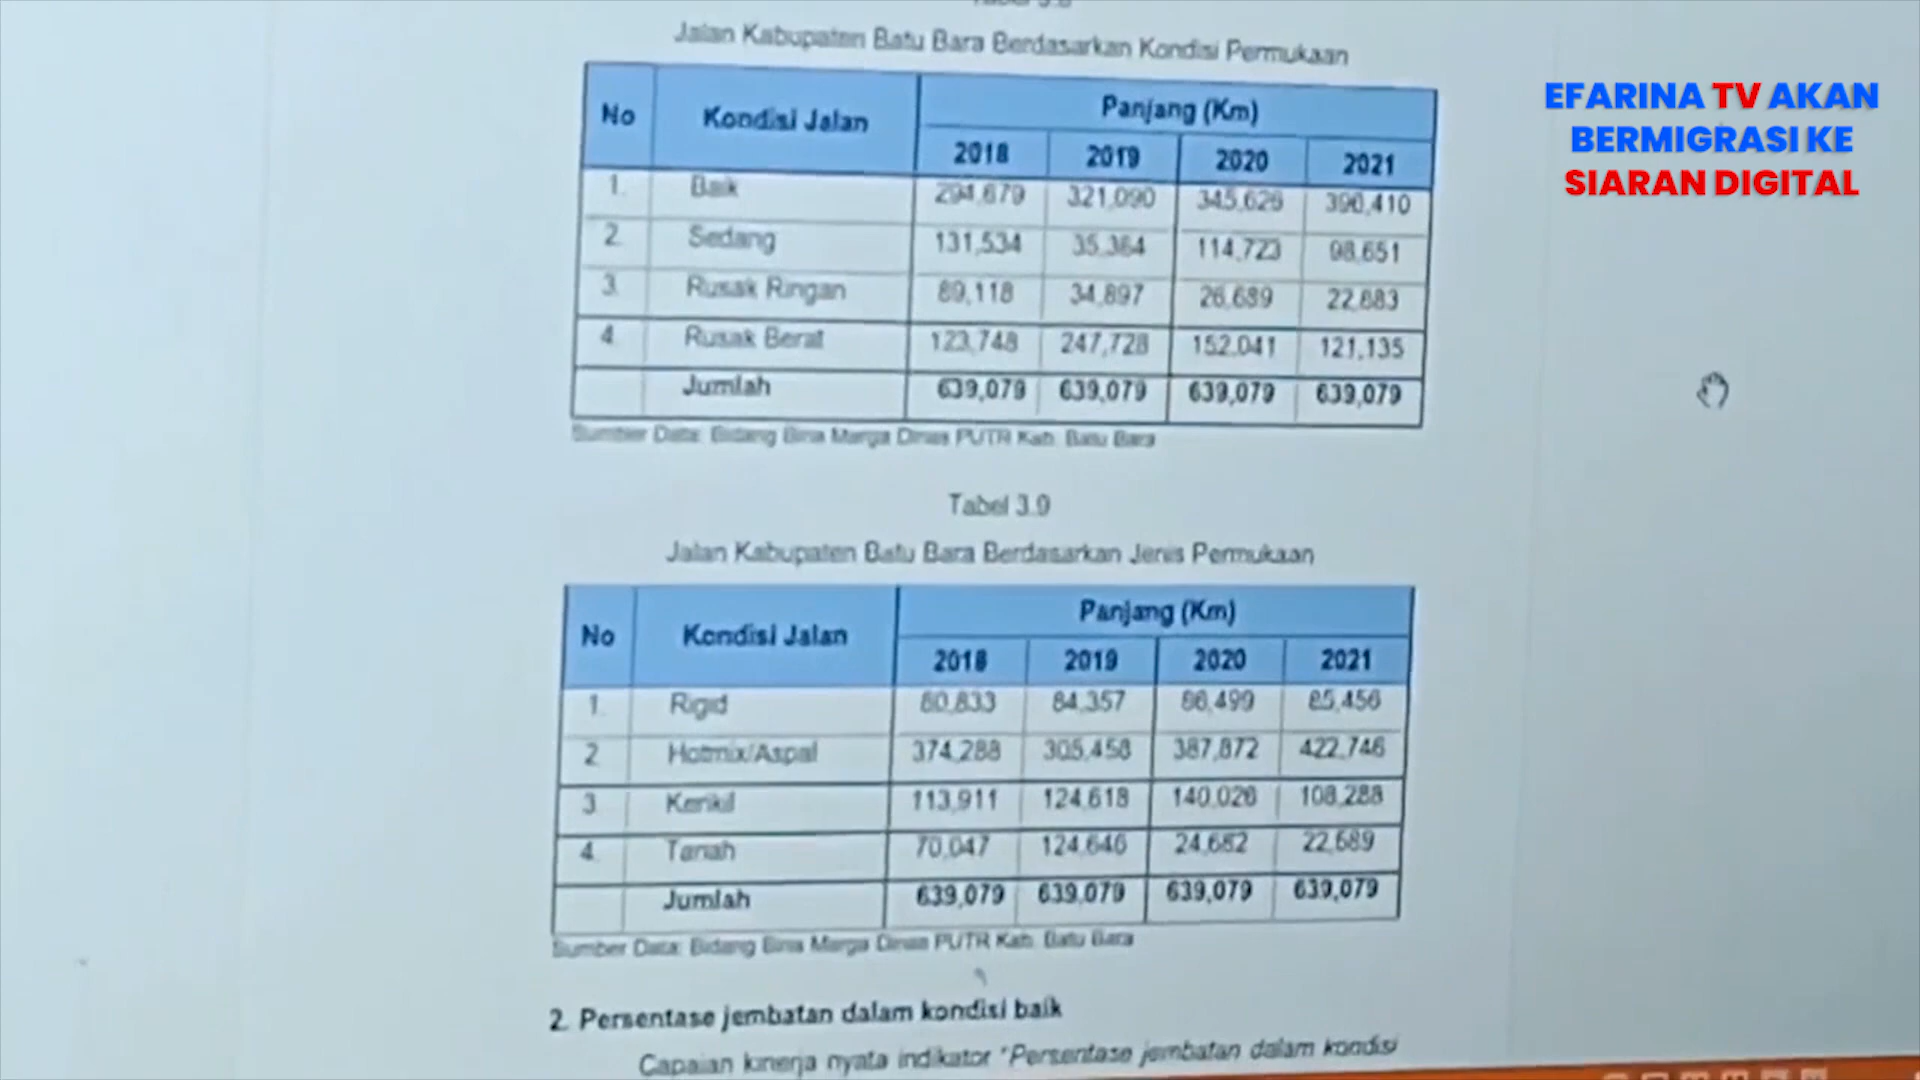 Jalan Kabupaten Batu Bara Berdasarkan Kondisi Permukaan
No Kondisi Jalan Panjang (Km)
2018 2019 2020 2021
1. Baik 294,679 321,090 345,626 396,410
2. Sedang 131,534 35,364 114,723 98,651
3. Rusak Ringan 89,118 34,897 26,689 22,883
4. Rusak Berat 123,748 247,728 152,041 121,135
Jumlah 639,079 639,079 639,079 639,079
Sumber Data: Bidang Bina Marga Dinas PUTR Kab. Batu Bara
Tabel 3.9
Jalan Kabupaten Batu Bara Berdasarkan Jenis Permukaan
No Kondisi Jalan Panjang (Km)
2018 2019 2020 2021
1. Rigid 80,833 84,357 86,499 85,456
2. Hotmix/Aspal 374,288 305,458 387,872 422,746
3. Kerikil 113,911 124,618 140,026 108,288
4. Tanah 70,047 124,646 24,682 22,589
Jumlah 639,079 639,079 639,079 639,079
Sumber Data: Bidang Bina Marga Dinas PUTR Kab. Batu Bara
2. Persentase jembatan dalam kondisi baik
Capaian kinerja nyata indikator "Persentase jembatan dalam kondisi
EFARINA TV AKAN
BERMIGRASI KE
SIARAN DIGITAL